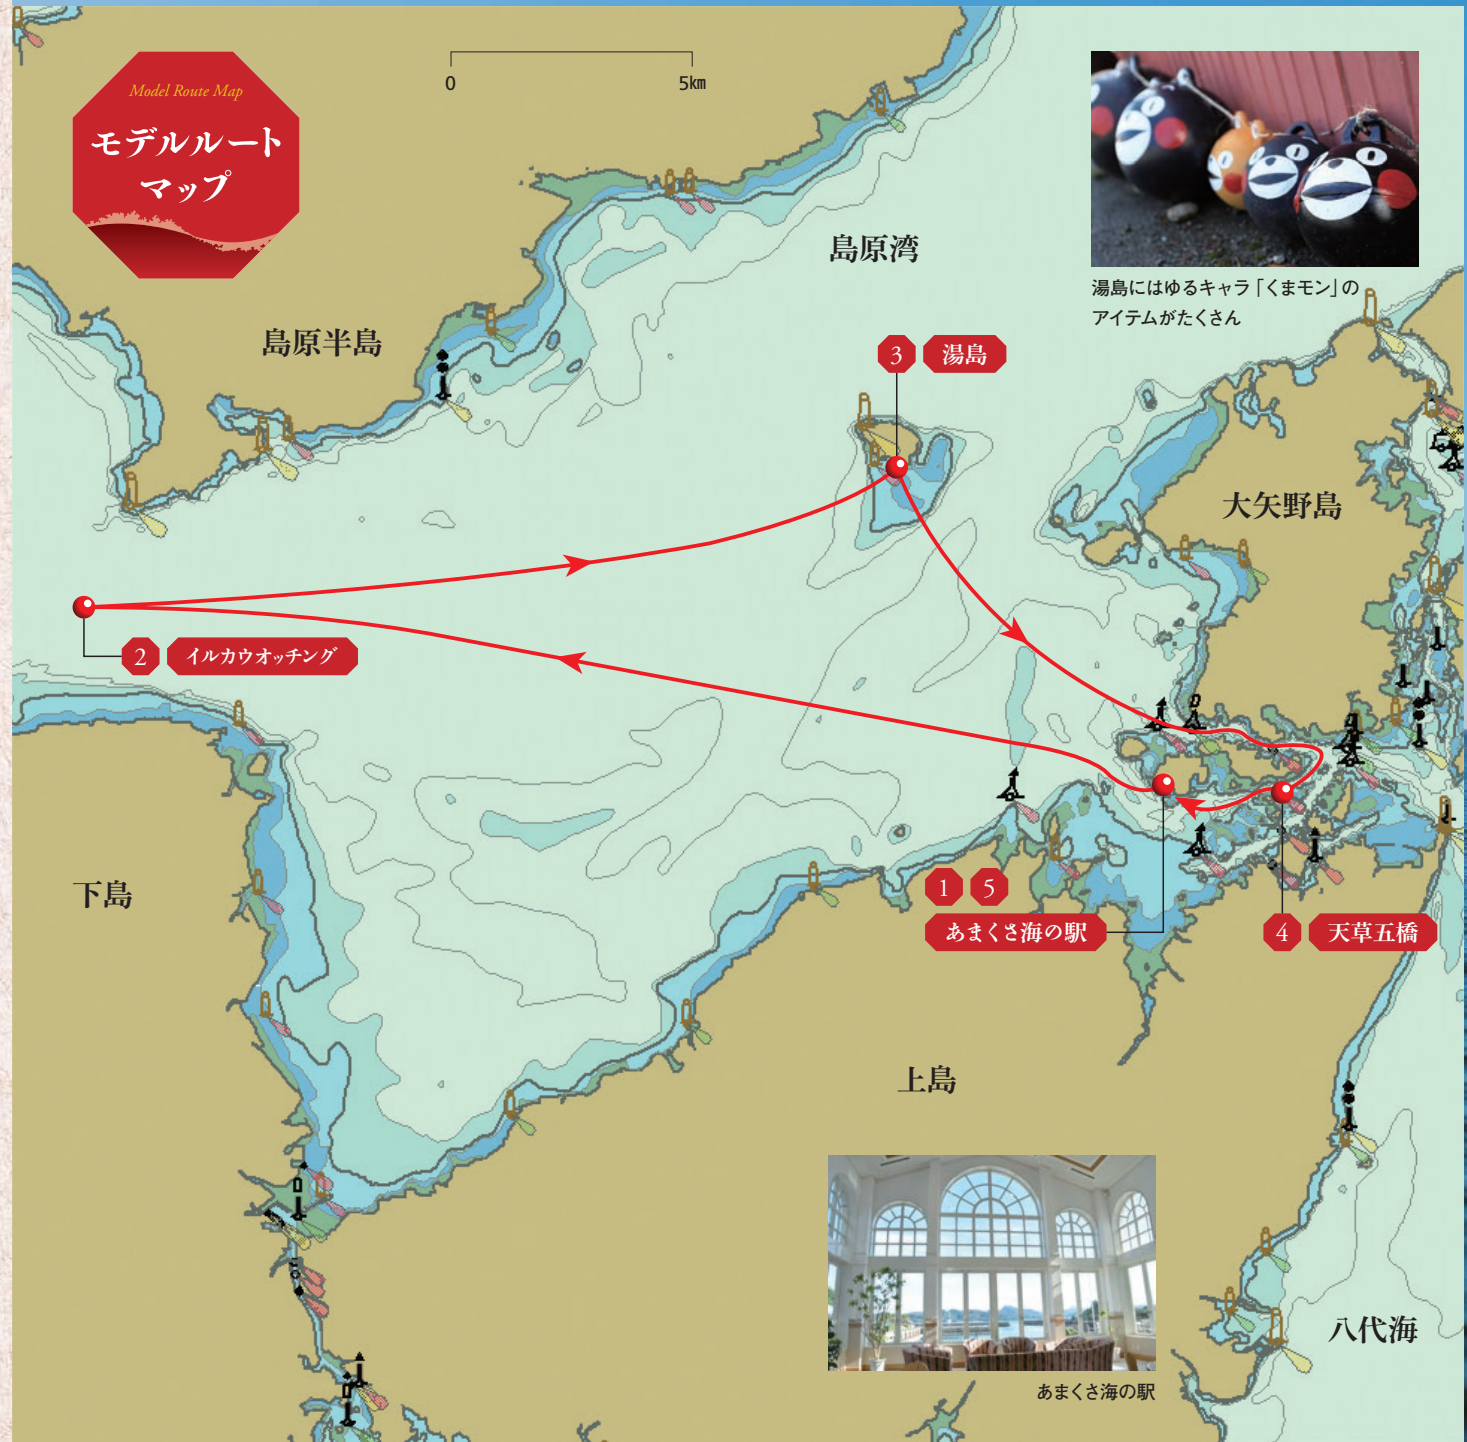 Model Route Map
モデルルート
マップ
0 5km
湯島にはゆるキャラ「くまモン」の
アイテムがたくさん
島原湾
島原半島
3 湯島
大矢野島
2 イルカウオッチング
下島
1 5
あまくさ海の駅
4 天草五橋
上島
八代海
あまくさ海の駅